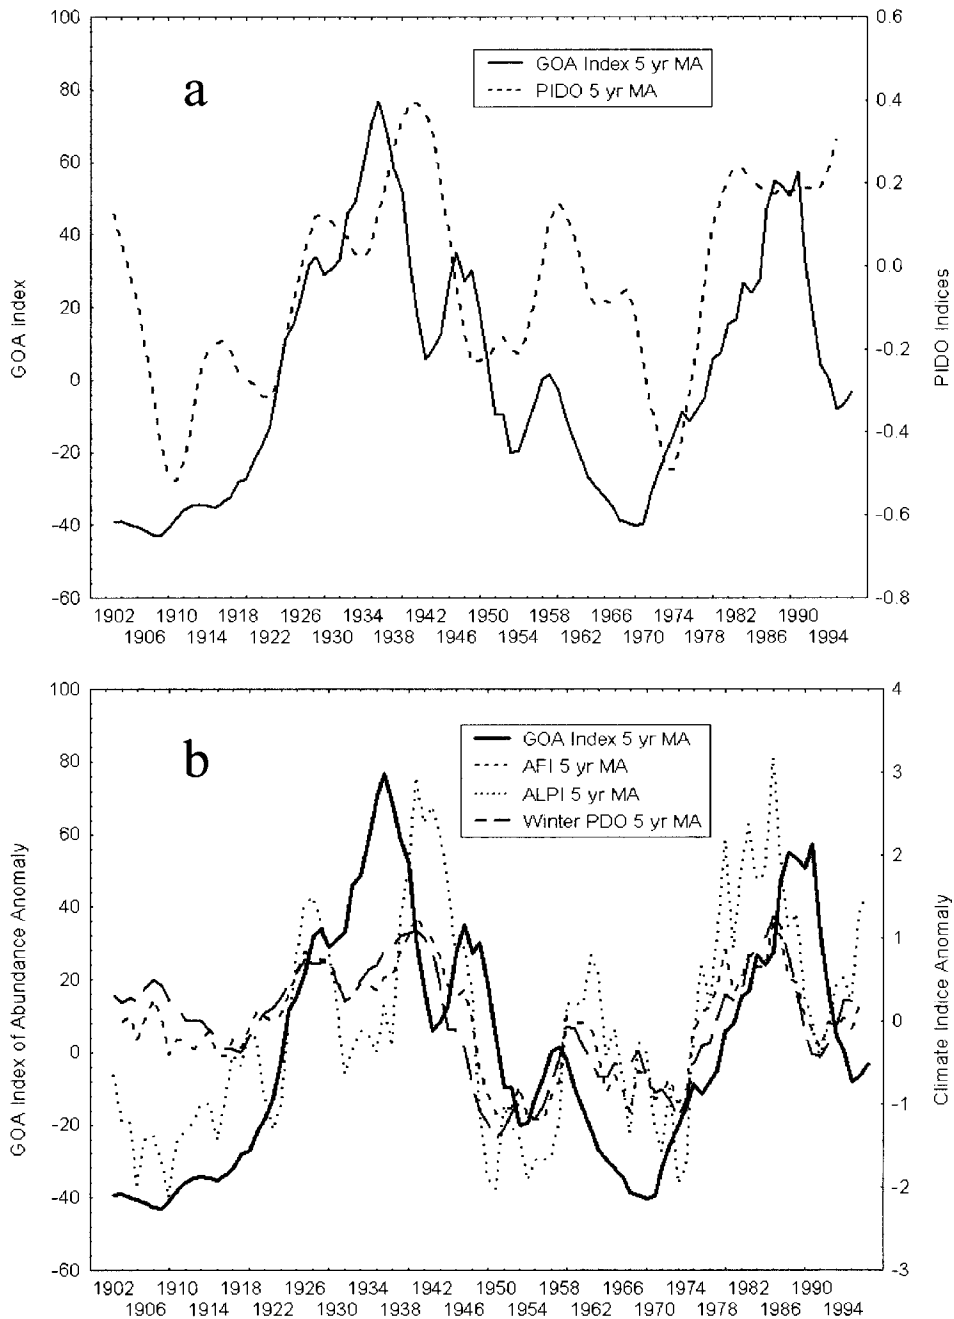 100
80
60
40
20
0
-20
-40
-60
GOA Index
a
GOA Index 5 yr MA
PIDO 5 yr MA
0.6
0.4
0.2
0.0
-0.2
-0.4
-0.6
-0.8
PIDO Indices
1902 1910 1918 1926 1934 1942 1950 1958 1966 1974 1982 1990
1906 1914 1922 1930 1938 1946 1954 1962 1970 1978 1986 1994
100
80
60
40
20
0
-20
-40
-60
GOA Index of Abundance Anomaly
b
GOA Index 5 yr MA
AFI 5 yr MA
ALPI 5 yr MA
Winter PDO 5 yr MA
4
3
2
1
0
-1
-2
-3
Climate Indice Anomaly
1902 1910 1918 1926 1934 1942 1950 1959 1966 1974 1982 1990
1906 1914 1922 1930 1938 1946 1954 1962 1970 1978 1986 1994